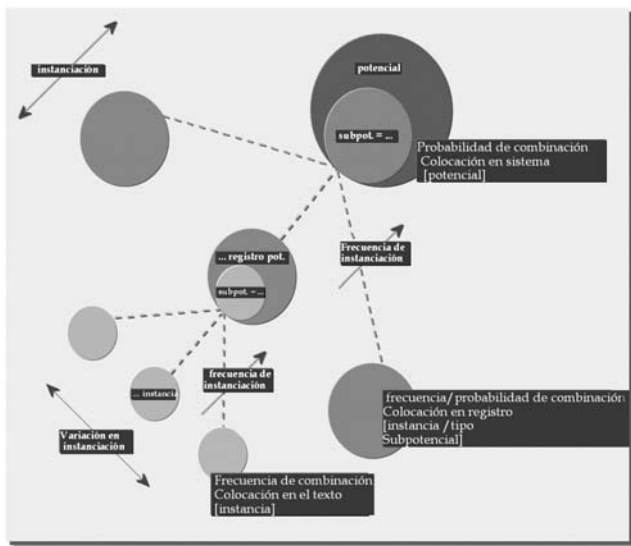 instanciación
potencial
subpot. = ...
Probabilidad de combinación
Colocación en sistema
[potencial]
... registro pot.
subpot. = ...
Frecuencia de
instanciación
... instancia
frecuencia de
instanciación
Variación en
instanciación
frecuencia/probabilidad de combinación
Colocación en registro
[instancia /tipo
Subpotencial]
Frecuencia de combinación
Colocación en el texto
[instancia]